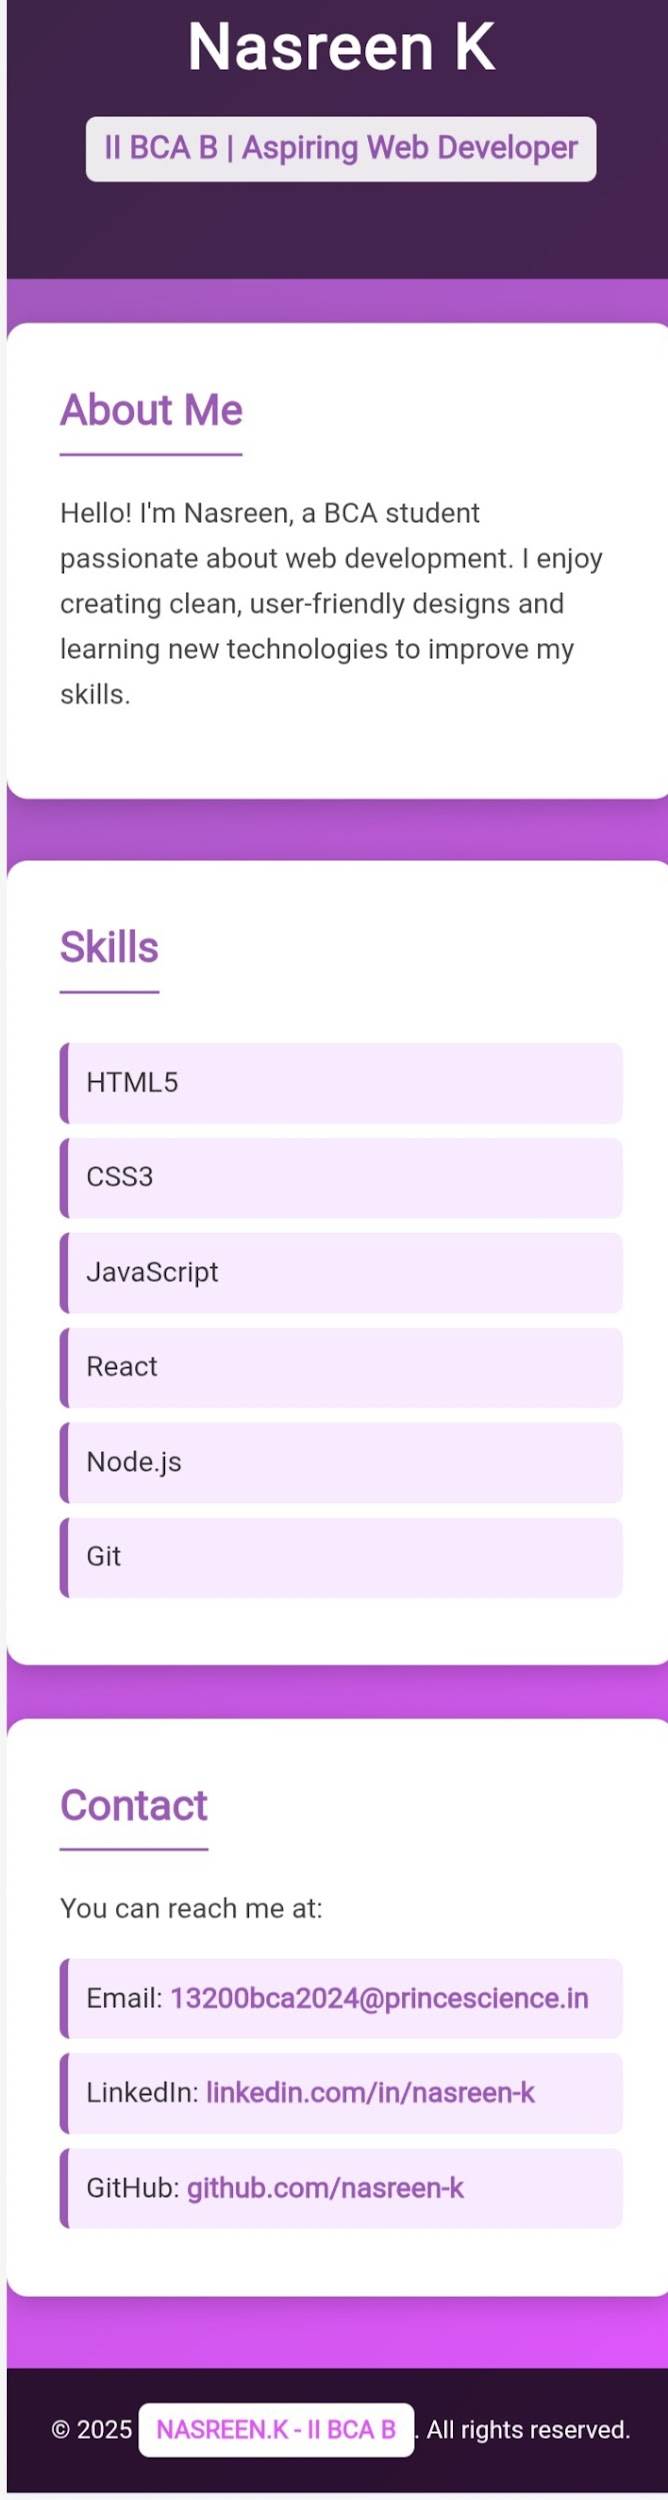 Nasreen K
II BCA B | Aspiring Web Developer
About Me
Hello! I'm Nasreen, a BCA student
passionate about web development. I enjoy
creating clean, user-friendly designs and
learning new technologies to improve my
skills.
Skills
HTML5
CSS3
JavaScript
React
Node.js
Git
Contact
You can reach me at:
Email: 13200bca2024@princescience.in
LinkedIn: linkedin.com/in/nasreen-k
GitHub: github.com/nasreen-k
© 2025 NASREEN.K - II BCA B . All rights reserved.